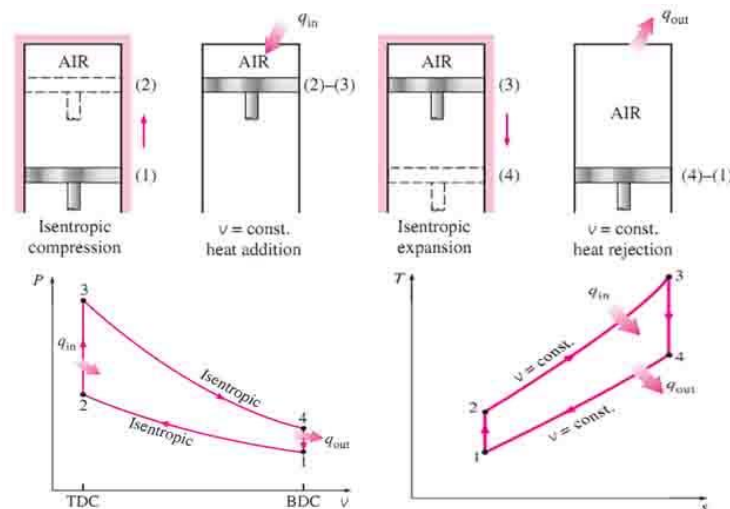 q_in
AIR
(2)
(1)
Isentropic
compression
AIR
(2)–(3)
v = const.
heat addition
AIR
(3)
(4)
Isentropic
expansion
q_out
AIR
(4)–(1)
v = const.
heat rejection
P
3
q_in
2
Isentropic
Isentropic
4
q_out
1
TDC
BDC
v
T
3
q_in
v = const.
4
q_out
2
v = const.
1
s